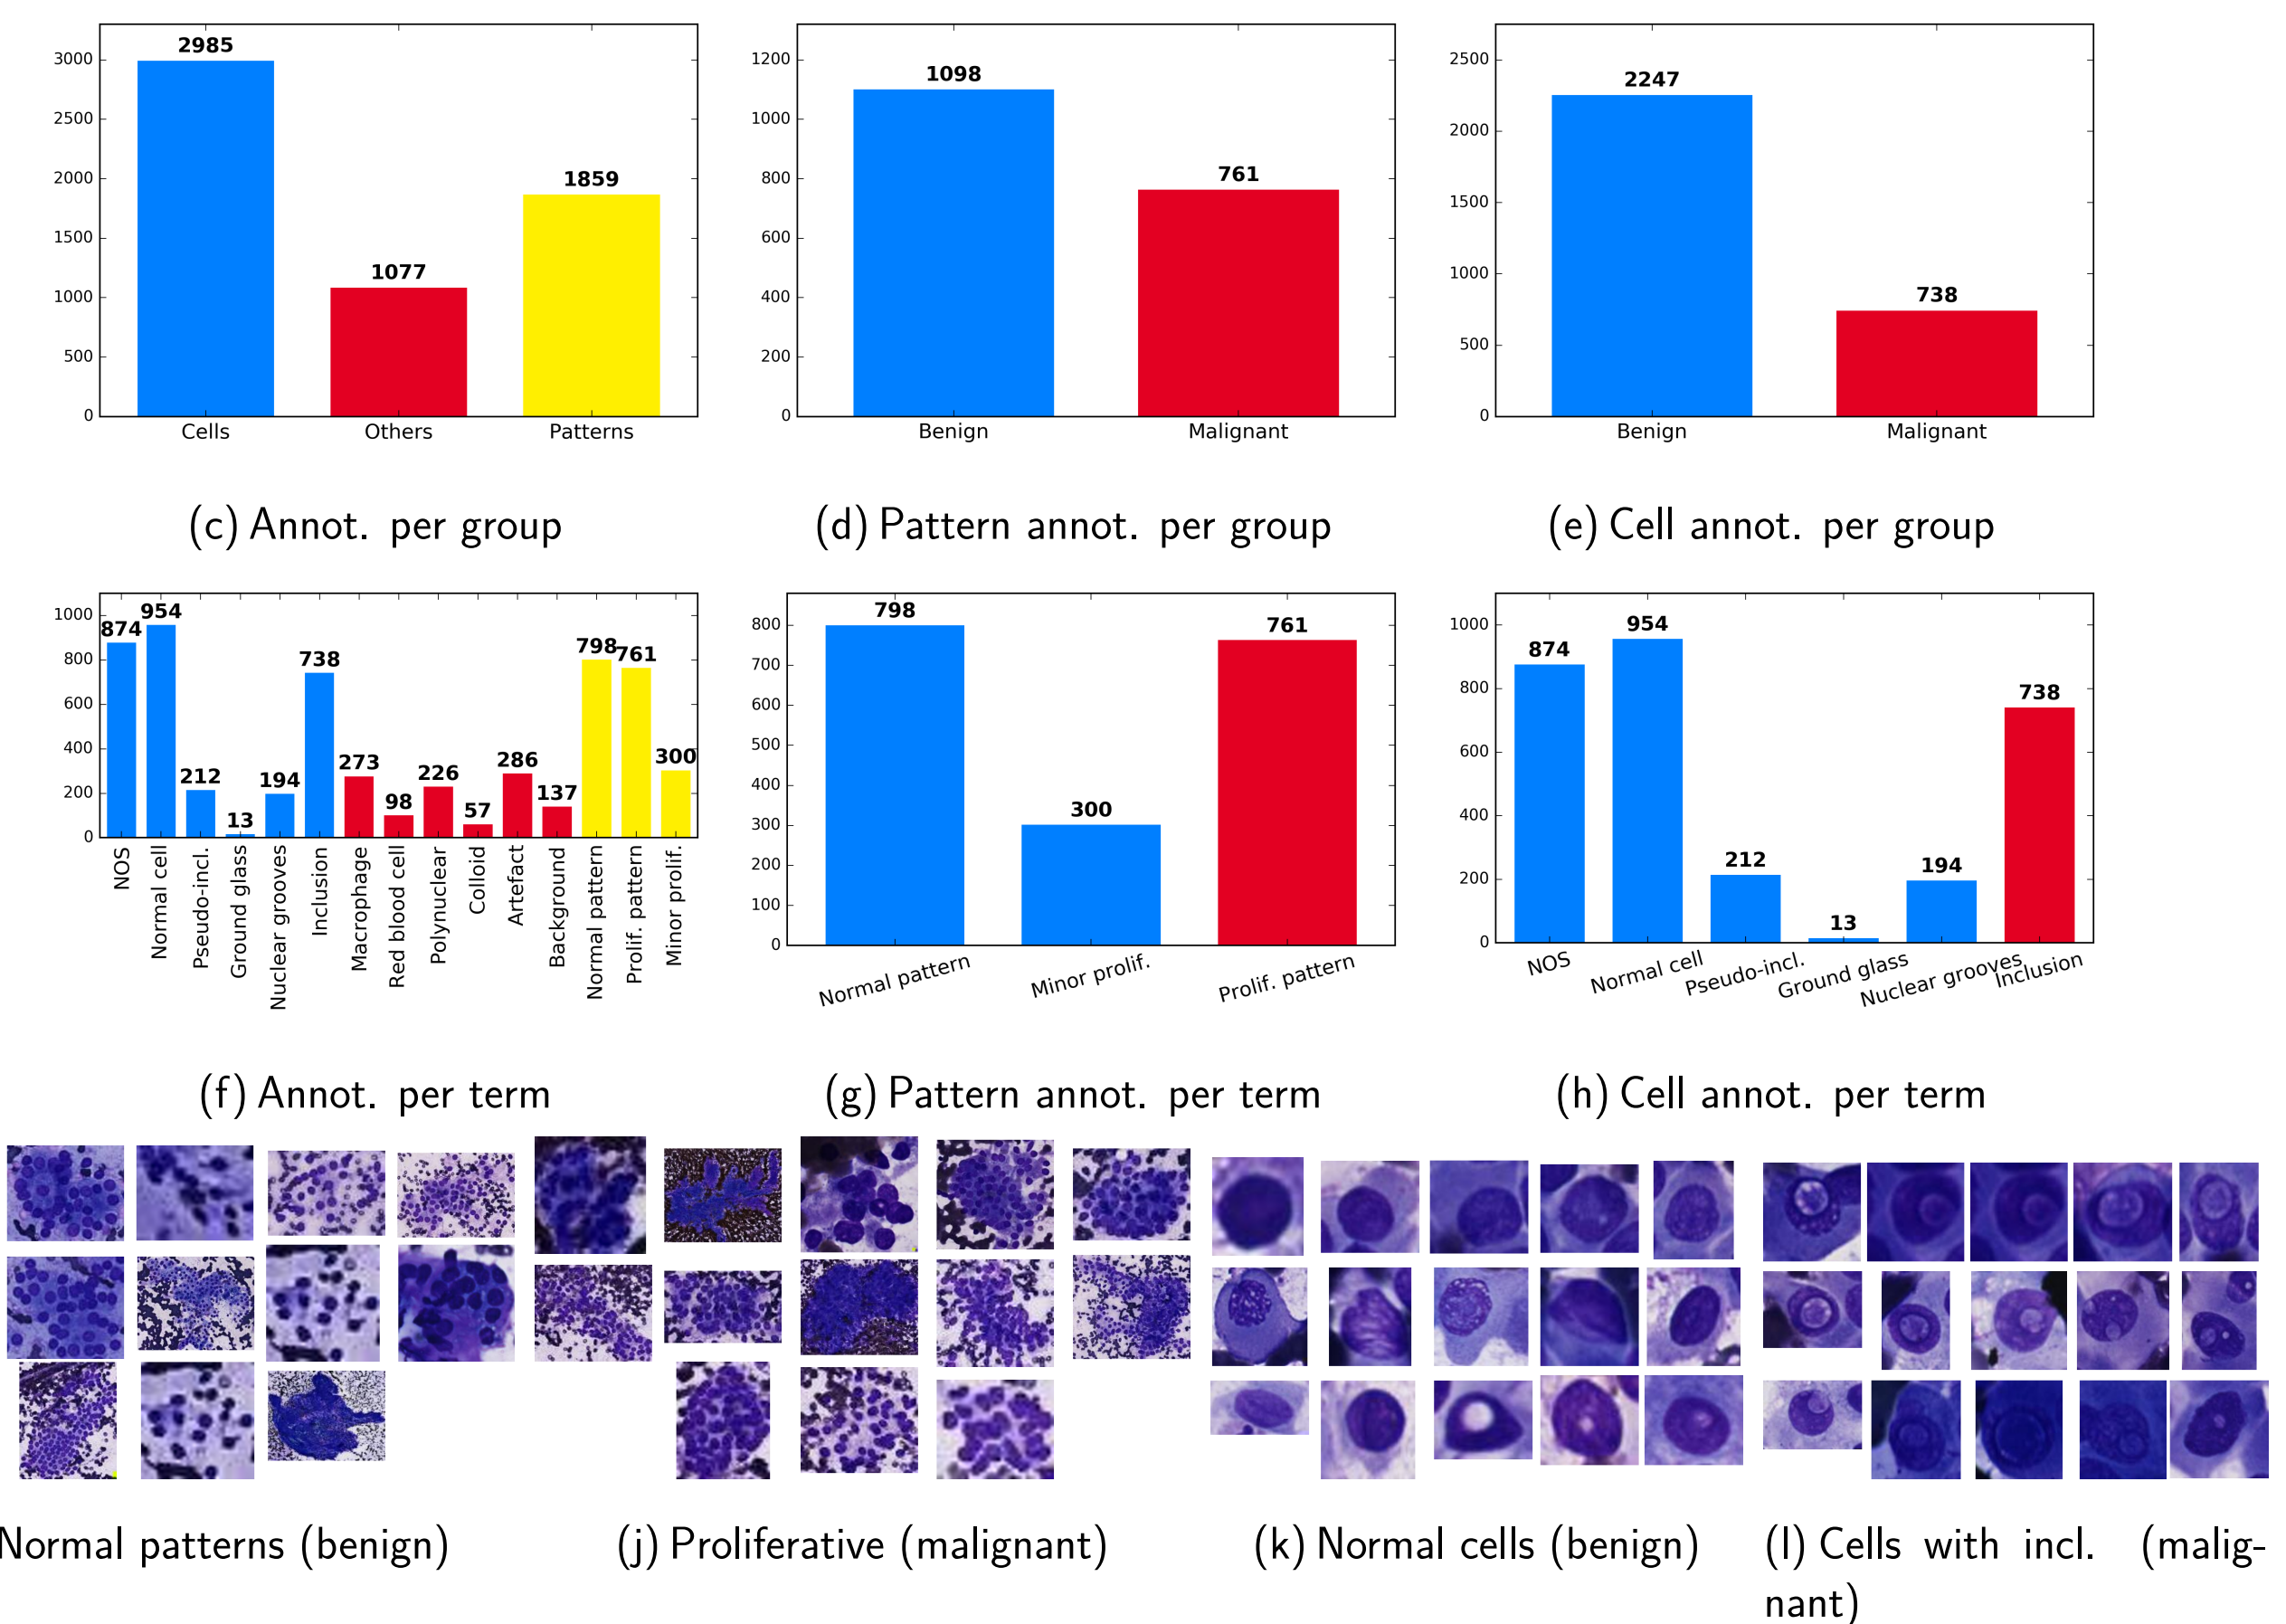 3000
2500
2000
1500
1000
500
0
2985
1077
1859
Cells Others Patterns
(c) Annot. per group
1200
1000
800
600
400
200
0
1098
761
Benign Malignant
(d) Pattern annot. per group
2500
2000
1500
1000
500
0
2247
738
Benign Malignant
(e) Cell annot. per group
1000
800
600
400
200
0
874
954
212
13
194
738
273
98
226
57
286
137
798
761
300
NOS
Normal cell
Pseudo-incl.
Ground glass
Nuclear grooves
Inclusion
Macrophage
Red blood cell
Polynuclear
Colloid
Artefact
Background
Normal pattern
Prolif. pattern
Minor prolif.
(f) Annot. per term
800
700
600
500
400
300
200
100
0
798
300
761
Normal pattern
Minor prolif.
Prolif. pattern
(g) Pattern annot. per term
1000
800
600
400
200
0
874
954
212
13
194
738
NOS
Normal cell
Pseudo-incl.
Ground glass
Nuclear grooves
Inclusion
(h) Cell annot. per term
Normal patterns (benign)
(j) Proliferative (malignant)
(k) Normal cells (benign)
(l) Cells with incl. (malig-
nant)